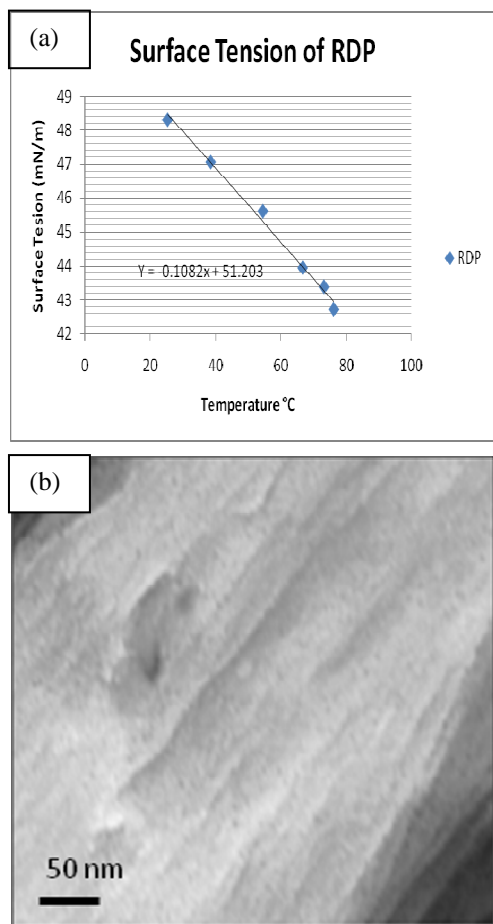 (a)
Surface Tension of RDP
Surface Tesion (mN/m)
49
48
47
46
45
44
43
42
Y = 0.1082x + 51.203
RDP
0
20
40
60
80
100
Temperature °C
(b)
50 nm